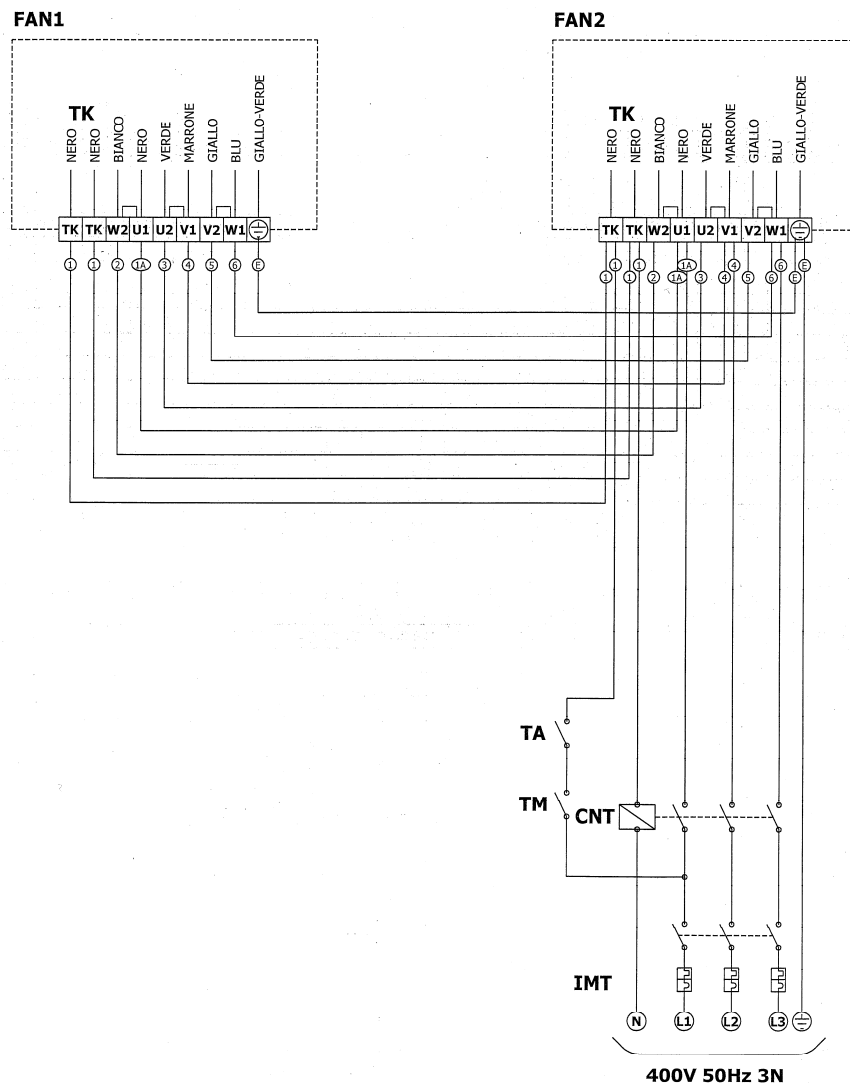 FAN1
FAN2
TK
NERO
NERO
BIANCO
NERO
VERDE
MARRONE
GIALLO
BLU
GIALLO-VERDE
TK
NERO
NERO
BIANCO
NERO
VERDE
MARRONE
GIALLO
BLU
GIALLO-VERDE
TK TK W2 U1 U2 V1 V2 W1
TK TK W2 U1 U2 V1 V2 W1
1 1 2 1A 3 4 5 6 E
1 1 1A 4 6 E
1 1 2 1A 3 4 5 6 E
TA
TM
CNT
IMT
N L1 L2 L3
400V 50Hz 3N